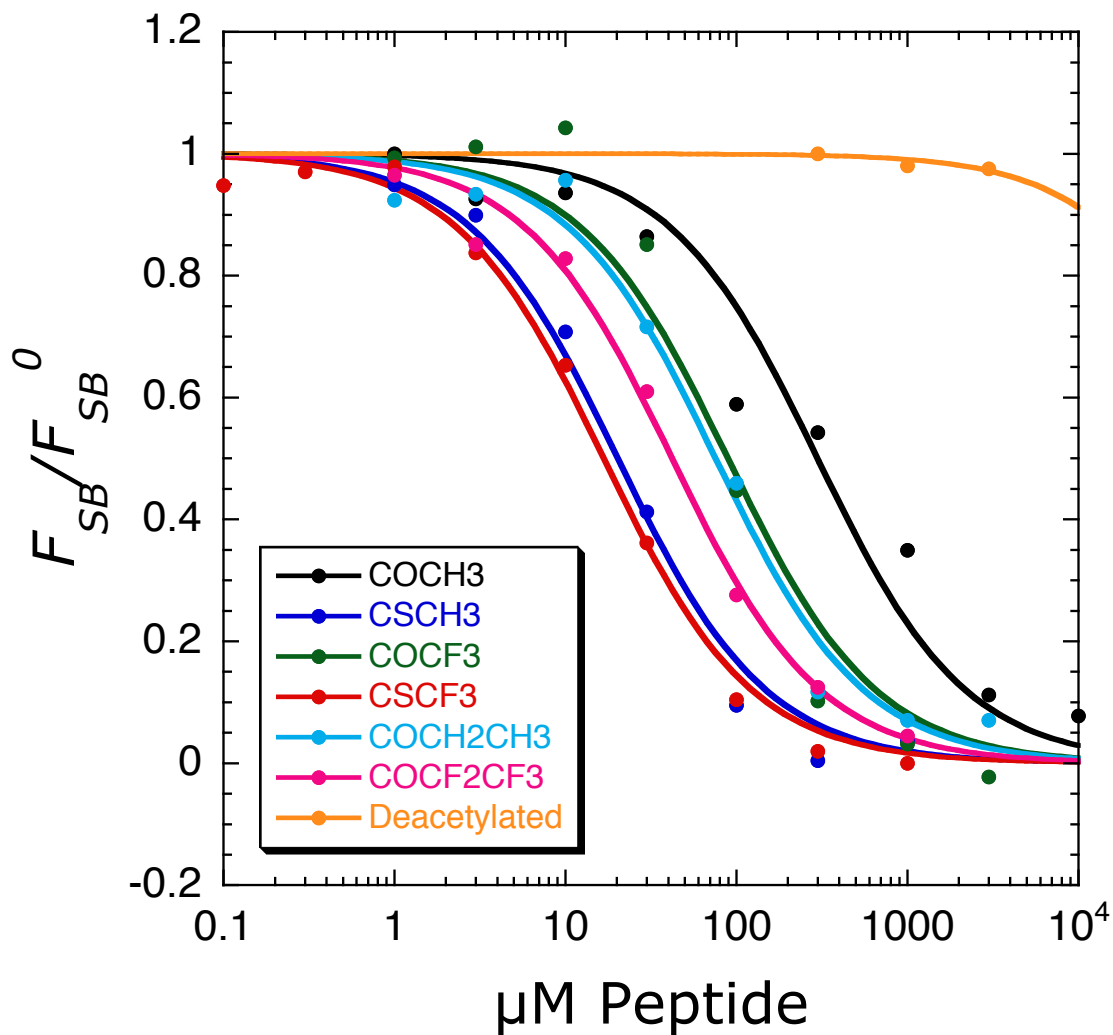 1.2
1
0.8
0.6
0.4
0.2
0
-0.2
F_SB/F_SB^0
COCH3
CSCH3
COCF3
CSCF3
COCH2CH3
COCF2CF3
Deacetylated
0.1 1 10 100 1000 10^4
µM Peptide